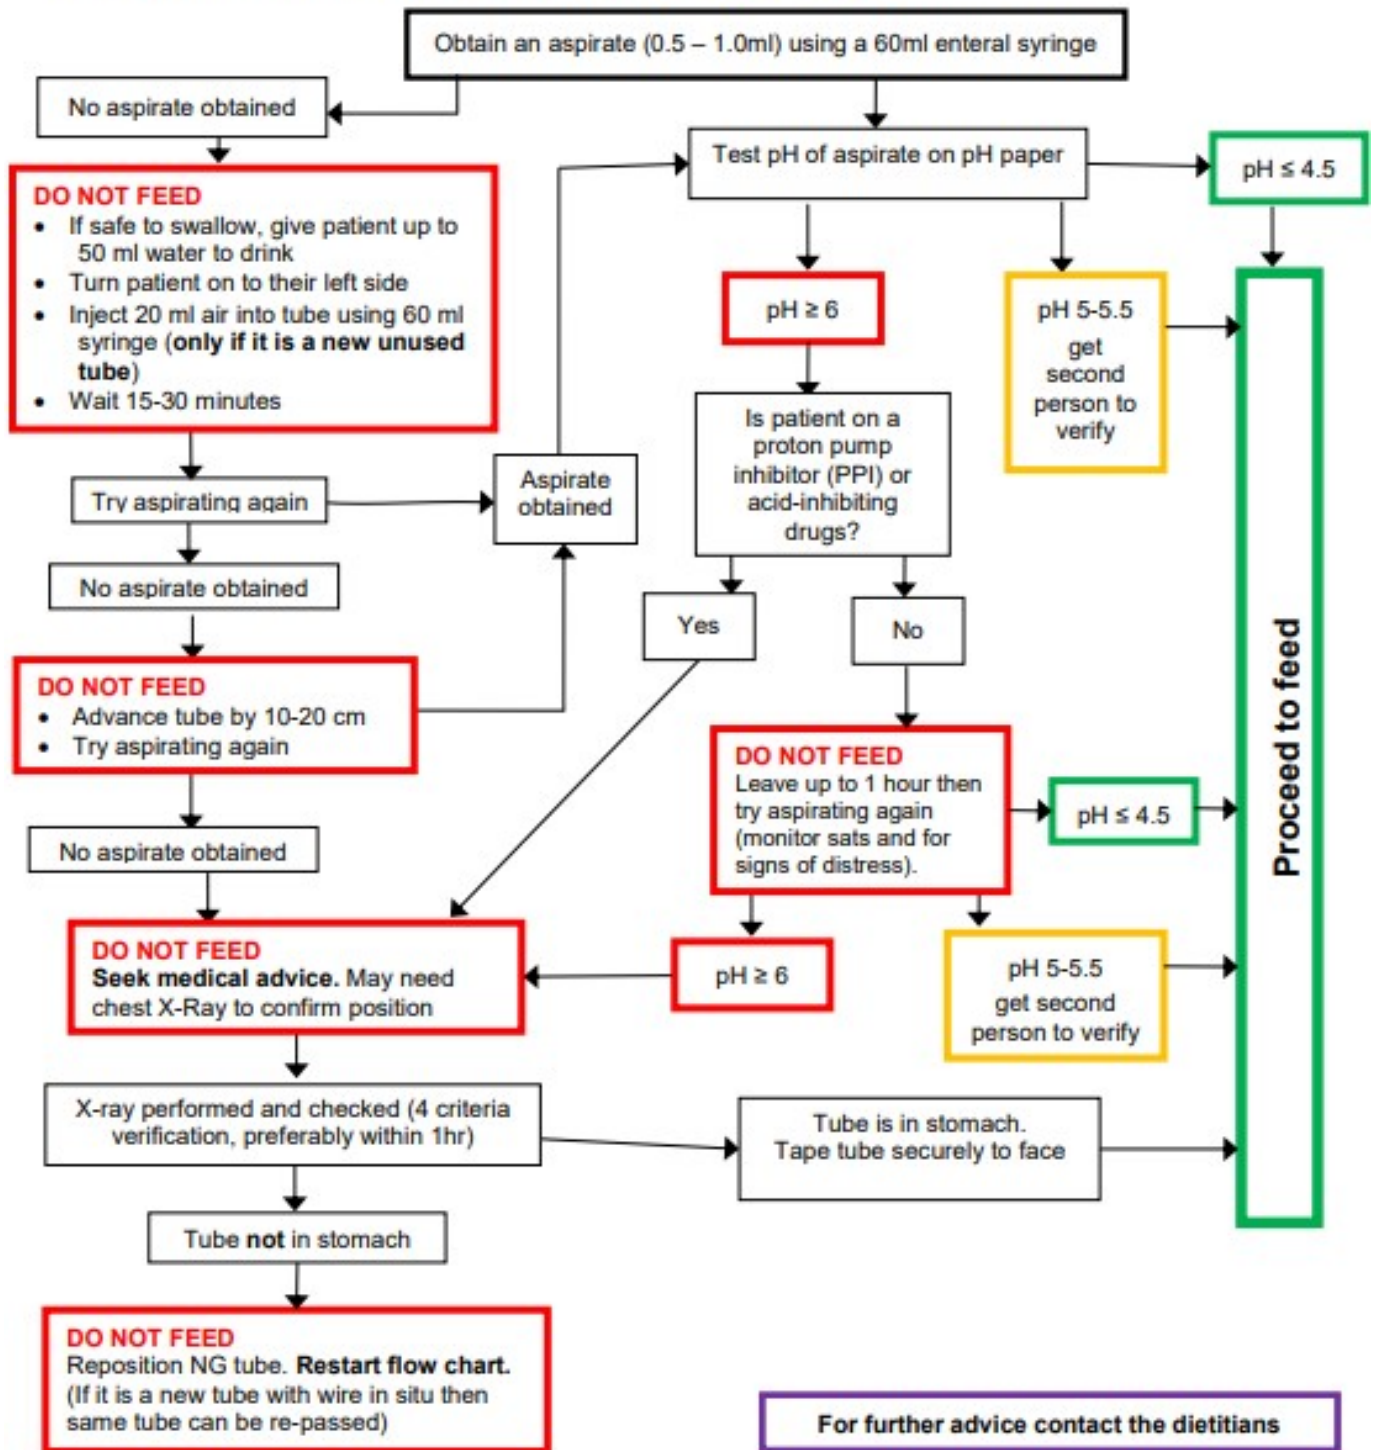 Obtain an aspirate (0.5 – 1.0ml) using a 60ml enteral syringe
No aspirate obtained
Test pH of aspirate on pH paper
pH ≤ 4.5
DO NOT FEED
• If safe to swallow, give patient up to
50 ml water to drink
• Turn patient on to their left side
• Inject 20 ml air into tube using 60 ml
syringe (only if it is a new unused
tube)
• Wait 15-30 minutes
pH ≥ 6
pH 5-5.5
get
second
person to
verify
Is patient on a
proton pump
inhibitor (PPI) or
acid-inhibiting
drugs?
Try aspirating again
Aspirate
obtained
No aspirate obtained
Yes
No
DO NOT FEED
• Advance tube by 10-20 cm
• Try aspirating again
DO NOT FEED
Leave up to 1 hour then
try aspirating again
(monitor sats and for
signs of distress).
pH ≤ 4.5
Proceed to feed
No aspirate obtained
DO NOT FEED
Seek medical advice. May need
chest X-Ray to confirm position
pH ≥ 6
pH 5-5.5
get second
person to verify
X-ray performed and checked (4 criteria
verification, preferably within 1hr)
Tube is in stomach.
Tape tube securely to face
Tube not in stomach
DO NOT FEED
Reposition NG tube. Restart flow chart.
(If it is a new tube with wire in situ then
same tube can be re-passed)
For further advice contact the dietitians